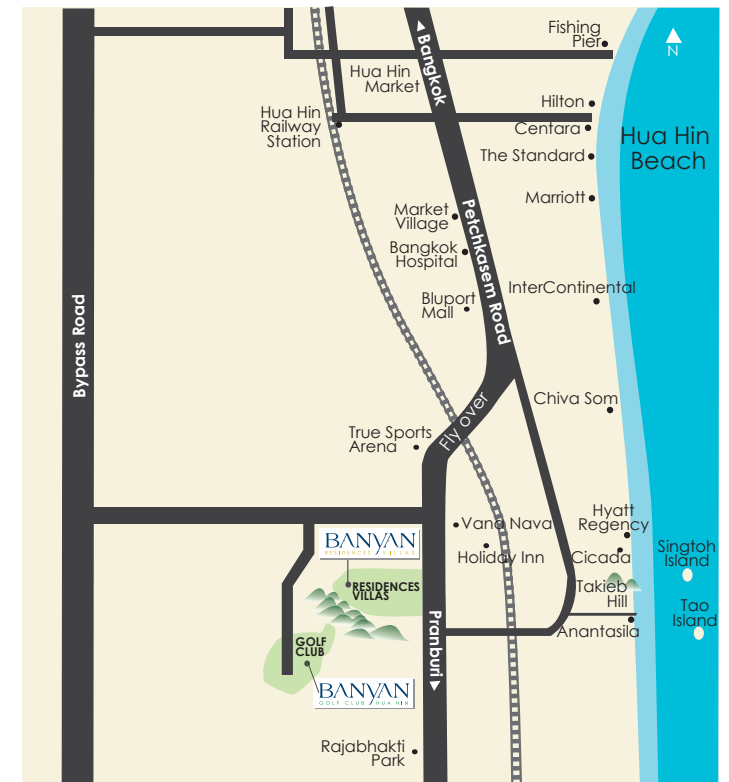 Fishing
Pier
N
Bangkok
Hua Hin
Market
Hilton
Hua Hin
Railway
Station
Centara
Hua Hin
Beach
The Standard
Marriott
Market
Village
Petchkasem Road
Bangkok
Hospital
InterContinental
Bluport
Mall
Bypass Road
Chiva Som
Fly over
True Sports
Arena
Vana Nava
Hyatt
Regency
Holiday Inn
Cicada
Singtoh
Island
BANYAN
RESIDENCES VILLAS
RESIDENCES
VILLAS
Takieb
Hill
Tao
Island
Pranburi
Anantasila
GOLF
CLUB
BANYAN
GOLF CLUB HUA HIN
Rajabhakti
Park